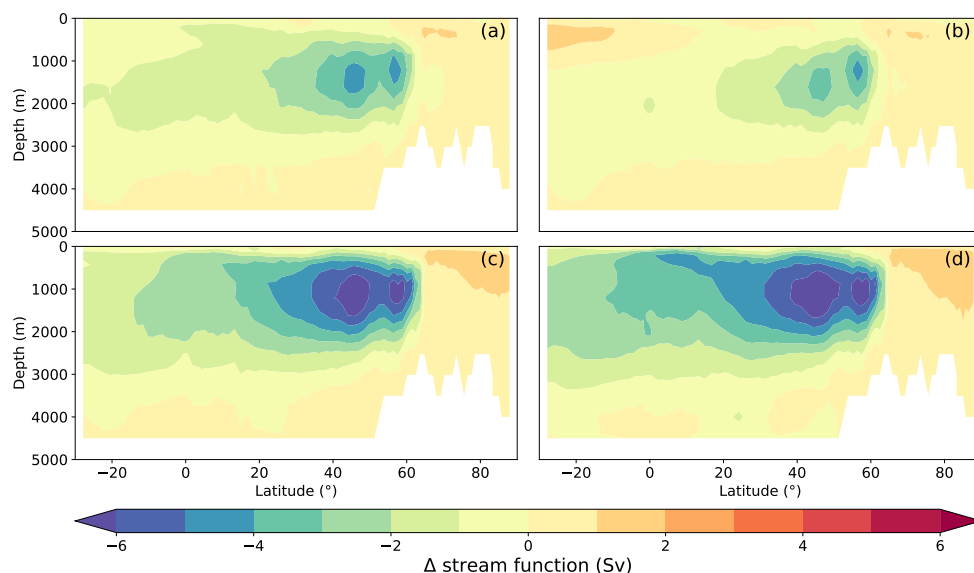 (a)
(b)
0
1000
2000
3000
4000
5000
Depth (m)
(c)
(d)
0
1000
2000
3000
4000
5000
Depth (m)
−20 0 20 40 60 80
−20 0 20 40 60 80
Latitude (°)
Latitude (°)
−6 −4 −2 0 2 4 6
Δ stream function (Sv)